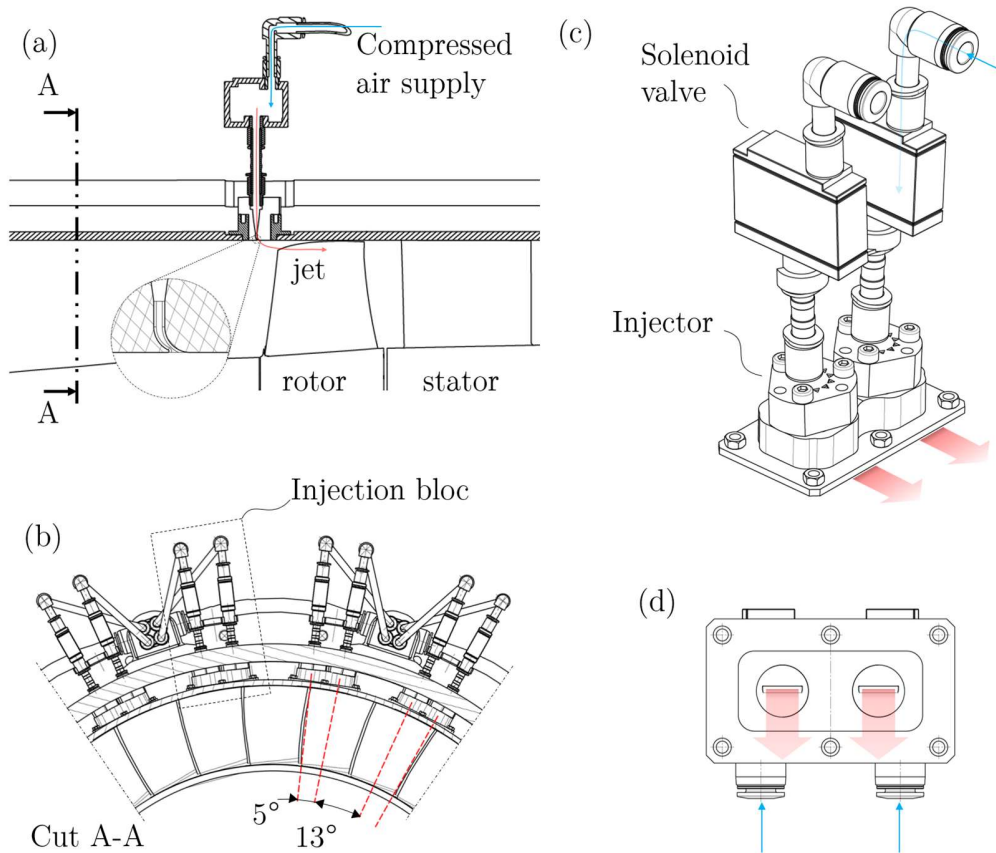 (a)
A
Compressed
air supply
jet
A
rotor
stator
(c)
Solenoid
valve
Injector
Injection bloc
(b)
5°
13°
Cut A-A
(d)